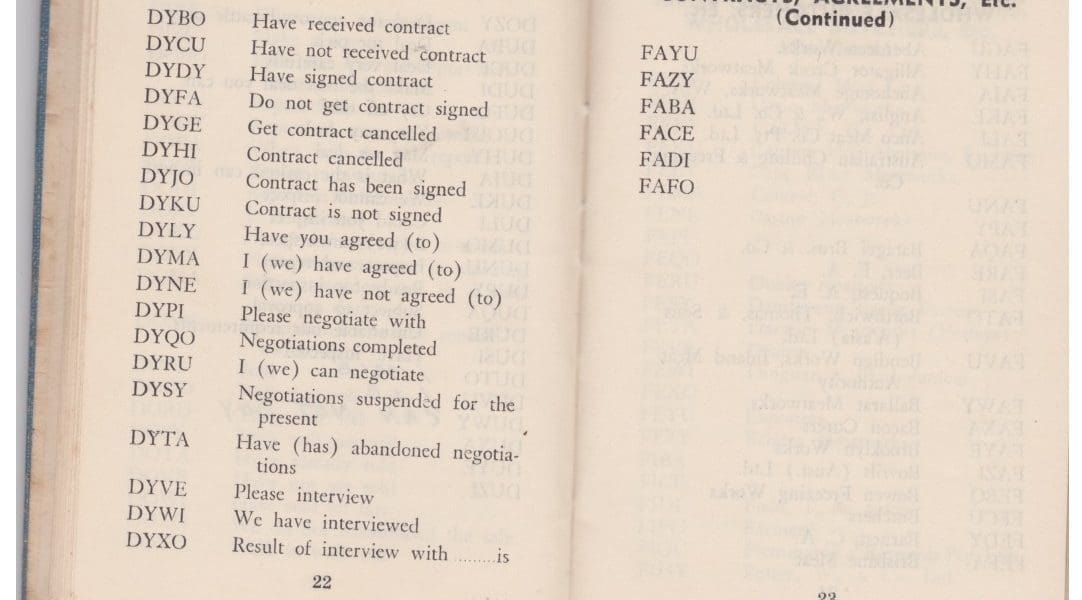 DYBO Have received contract
DYCU Have not received contract
DYDY Have signed contract
DYFA Do not get contract signed
DYGE Get contract cancelled
DYHI Contract cancelled
DYJO Contract has been signed
DYKU Contract is not signed
DYLY Have you agreed (to)
DYMA I (we) have agreed (to)
DYNE I (we) have not agreed (to)
DYPI Please negotiate with
DYQO Negotiations completed
DYRU I (we) can negotiate
DYSY Negotiations suspended for the
present
DYTA Have (has) abandoned negotia-
tions
DYVE Please interview
DYWI We have interviewed
DYXO Result of interview with .........is
22
CONTRACTS, AGREEMENTS, Etc.
(Continued)
FAYU
FAZY
FABA
FACE
FADI
FAFO
23